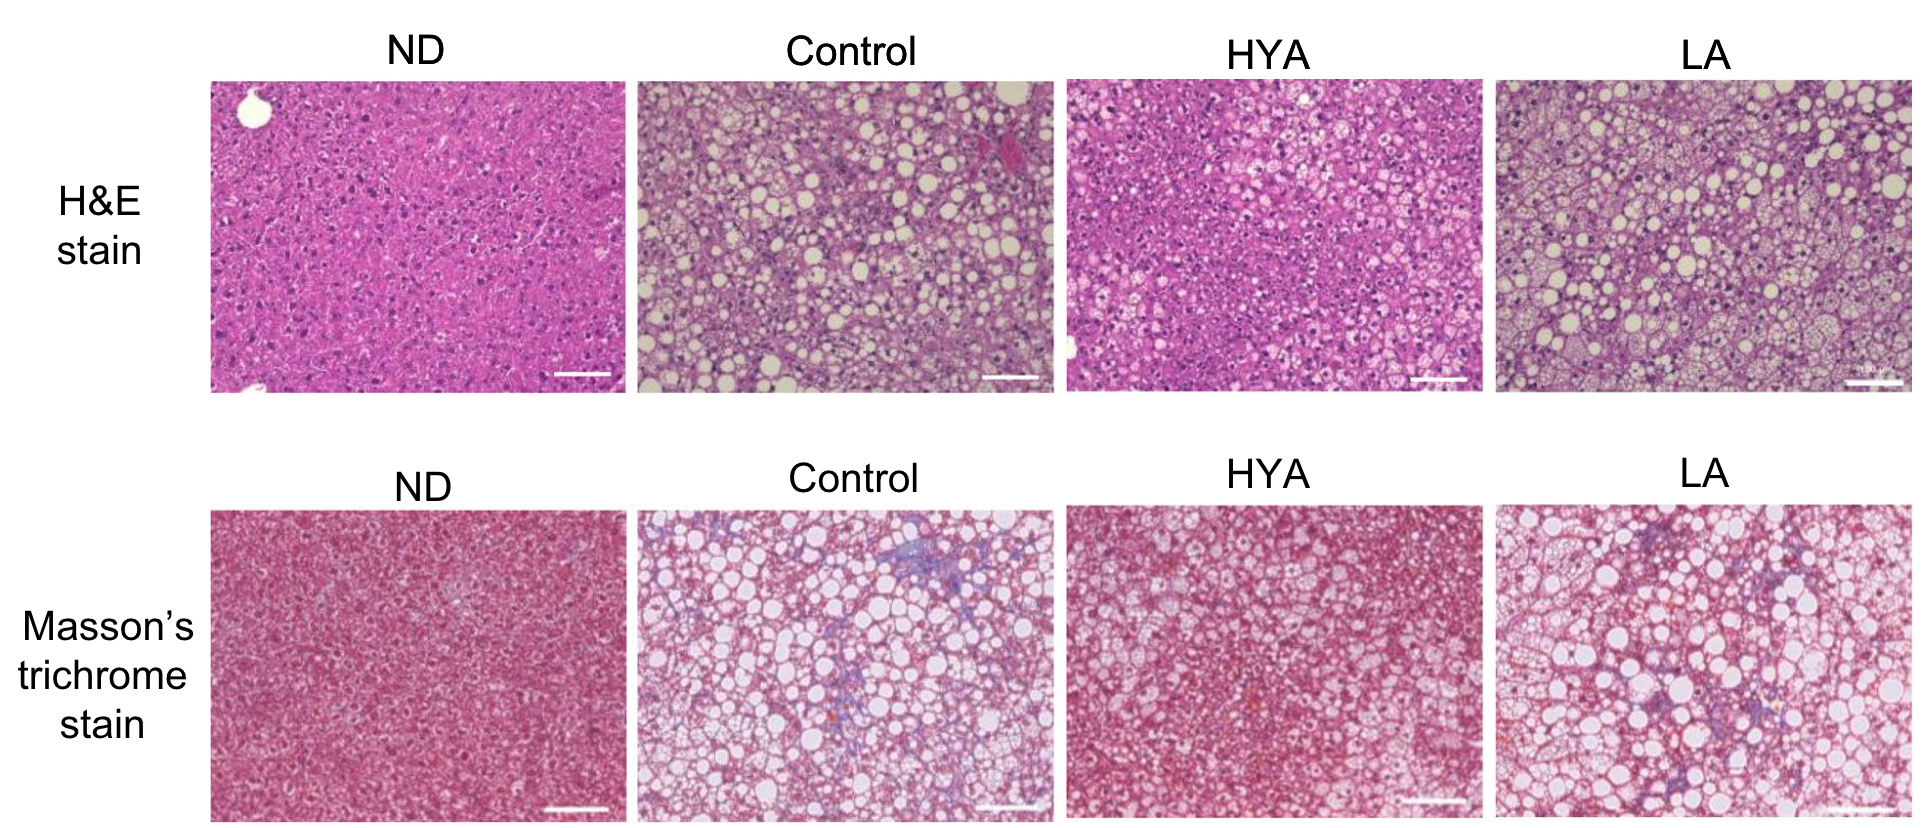 ND
Control
HYA
LA
H&E
stain
ND
Control
HYA
LA
Masson’s
trichrome
stain